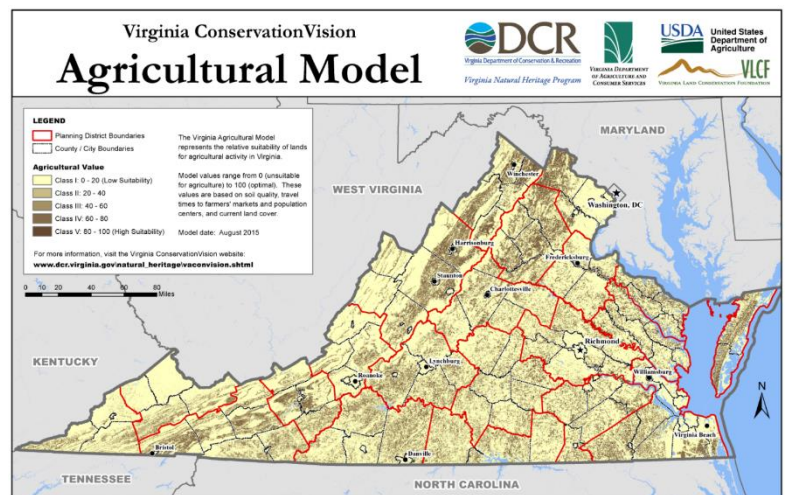 Virginia ConservationVision
Agricultural Model
DCR
Virginia Department of Conservation & Recreation
Virginia Natural Heritage Program
VIRGINIA DEPARTMENT
OF AGRICULTURE AND
CONSUMER SERVICES
USDA
United States
Department of
Agriculture
VLCF
VIRGINIA LAND CONSERVATION FOUNDATION
LEGEND
Planning District Boundaries
County / City Boundaries
Agricultural Value
Class I: 0 - 20 (Low Suitability)
Class II: 20 - 40
Class III: 40 - 60
Class IV: 60 - 80
Class V: 80 - 100 (High Suitability)
The Virginia Agricultural Model
represents the relative suitability of lands
for agricultural activity in Virginia.
Model values range from 0 (unsuitable
for agriculture) to 100 (optimal). These
values are based on soil quality, travel
times to farmers' markets and population
centers, and current land cover.
Model date: August 2015
For more information, visit the Virginia ConservationVision website:
www.dcr.virginia.gov/natural_heritage/vaconvision.shtml
0 10 20 40 60 80
Miles
MARYLAND
WEST VIRGINIA
Winchester
Washington, DC
Harrisonburg
Staunton
Fredericksburg
Charlottesville
KENTUCKY
Richmond
Lynchburg
Roanoke
Williamsburg
N
Virginia Beach
Bristol
Danville
TENNESSEE
NORTH CAROLINA